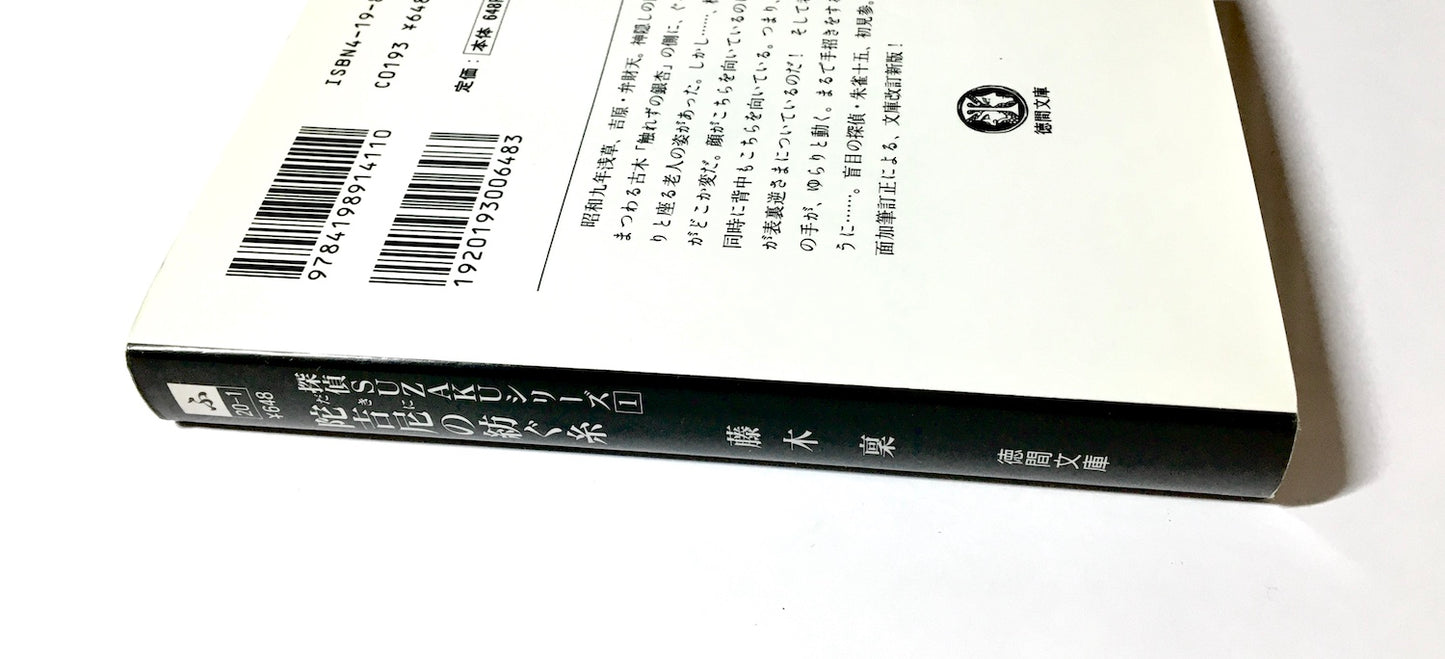 ISBN4-19-8
C0193 ¥648
定価:本体 648円
9784198914110
1920193006483
昭和九年浅草、吉原・弁財天。神隠しの
まつわる古木「触れずの銀杏」の側に、ぐ
りと座る老人の姿があった。しかし……、
がどこか変だ。顔がこちらを向いているの
同時に背中もこちらを向いている。つまり、
が表裏逆さまについているのだ! そして
の手が、ゆらりと動く。まるで手招きをする
うに……。盲目の探偵・朱雀十五、初見参。
面加筆訂正による、文庫改訂新版!
徳間文庫
ふ
20-1
¥648
探偵SUZAKUシリーズ1
陀吉尼の紡ぐ糸
だきに
藤木 稟
徳間文庫